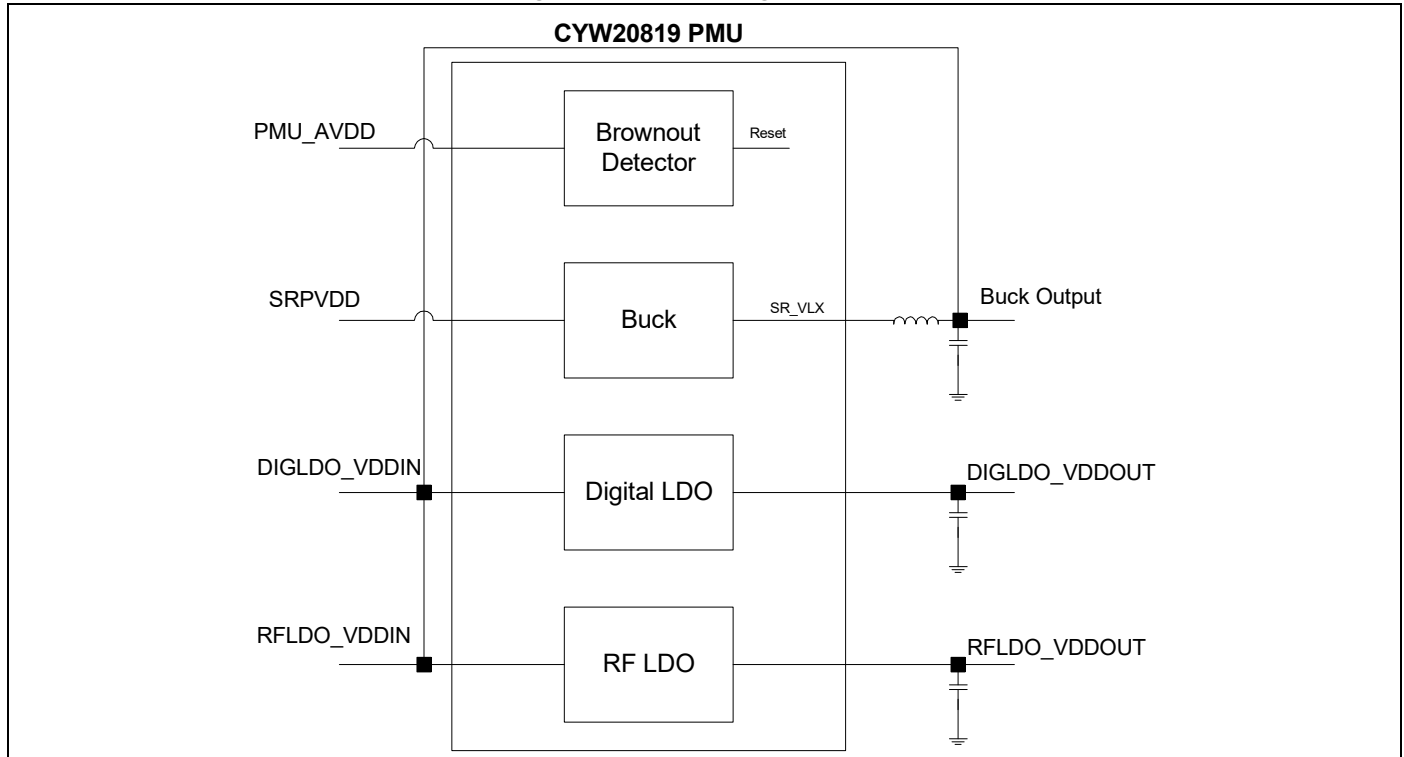 CYW20819 PMU
PMU_AVDD
Brownout
Detector
Reset
SRPVDD
Buck
SR_VLX
Buck Output
DIGLDO_VDDIN
Digital LDO
DIGLDO_VDDOUT
RFLDO_VDDIN
RF LDO
RFLDO_VDDOUT